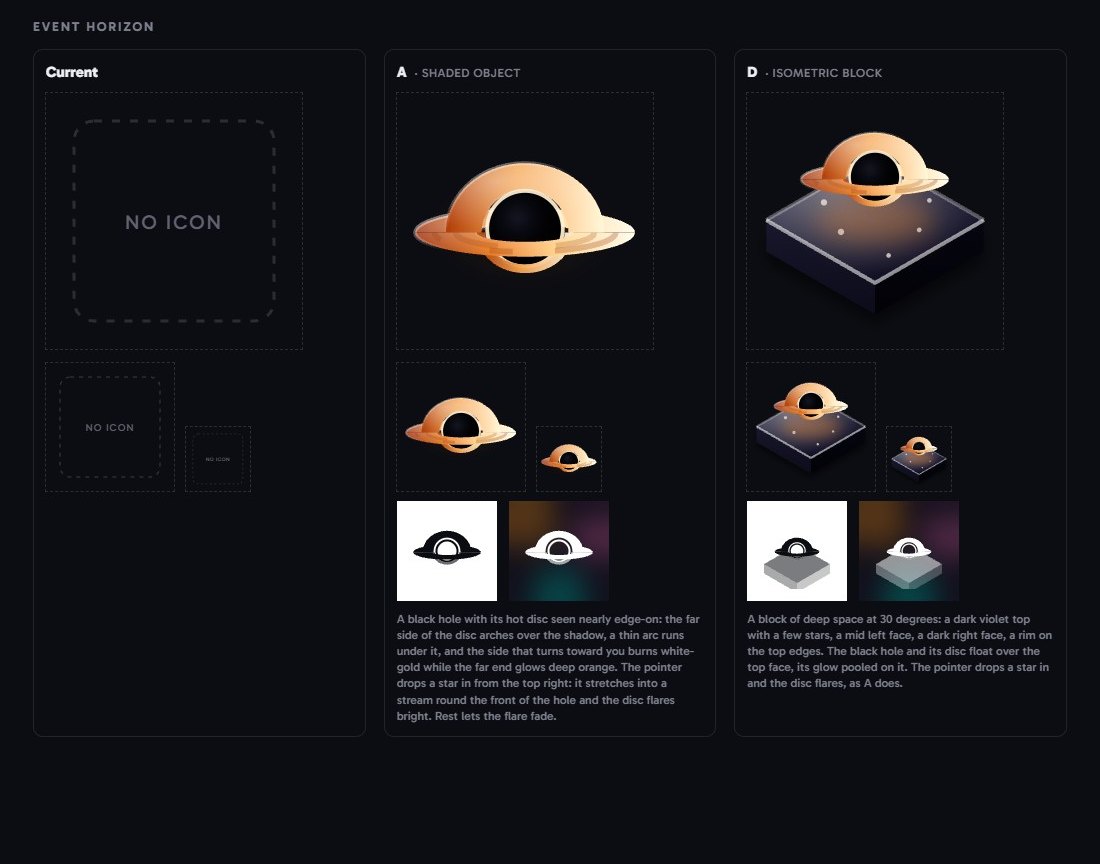 EVENT HORIZON
Current
NO ICON
NO ICON
NO ICON
A · SHADED OBJECT
A black hole with its hot disc seen nearly edge-on: the far
side of the disc arches over the shadow, a thin arc runs
under it, and the side that turns toward you burns white-
gold while the far end glows deep orange. The pointer
drops a star in from the top right: it stretches into a
stream round the front of the hole and the disc flares
bright. Rest lets the flare fade.
D · ISOMETRIC BLOCK
A block of deep space at 30 degrees: a dark violet top
with a few stars, a mid left face, a dark right face, a rim on
the top edges. The black hole and its disc float over the
top face, its glow pooled on it. The pointer drops a star in
and the disc flares, as A does.